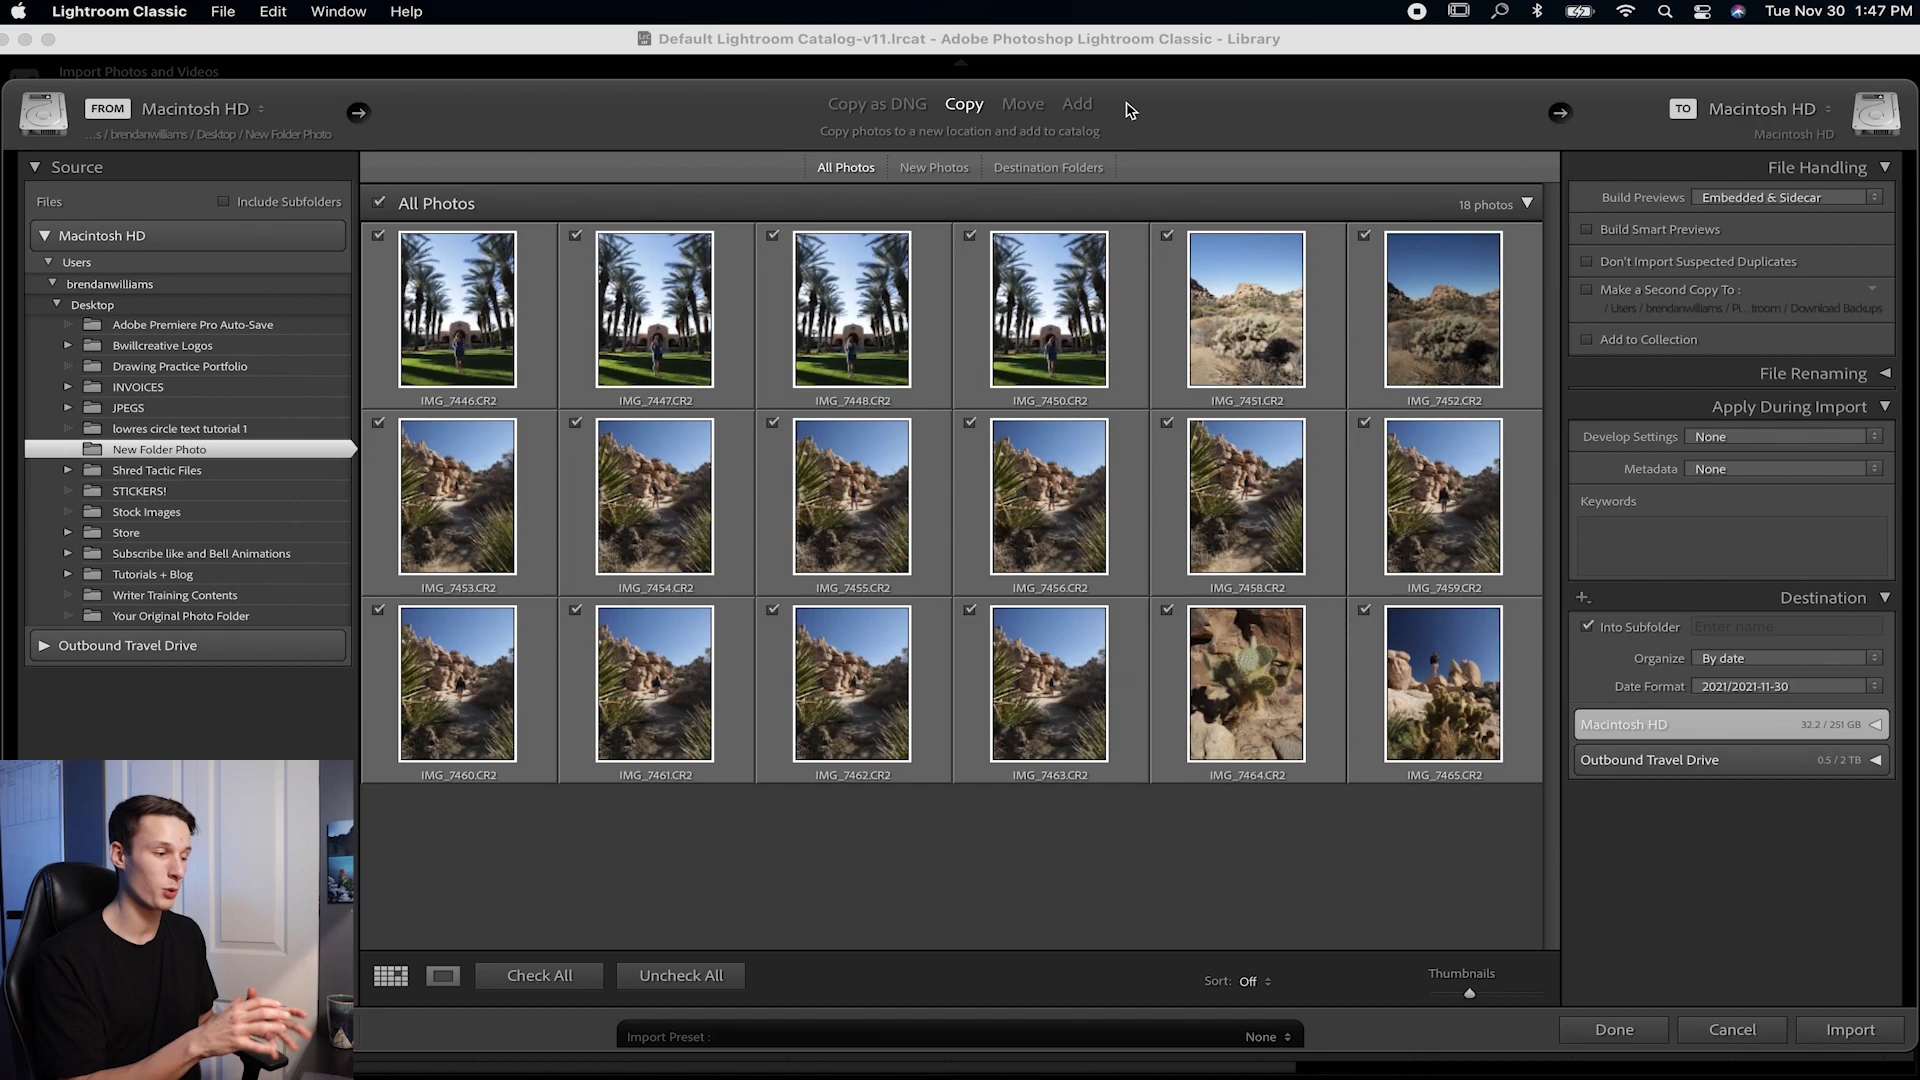 Lightroom Classic File Edit Window Help Tue Nov 30 1:47 PM
Default Lightroom Catalog-v11.lrcat - Adobe Photoshop Lightroom Classic - Library
Import Photos and Videos
FROM Macintosh HD
...s / brendanwilliams / Desktop / New Folder Photo
Copy as DNG Copy Move Add
Copy photos to a new location and add to catalog
TO Macintosh HD
Macintosh HD
Source
Files Include Subfolders
Macintosh HD
Users
brendanwilliams
Desktop
Adobe Premiere Pro Auto-Save
Bwillcreative Logos
Drawing Practice Portfolio
INVOICES
JPEGS
lowres circle text tutorial 1
New Folder Photo
Shred Tactic Files
STICKERS!
Stock Images
Store
Subscribe like and Bell Animations
Tutorials + Blog
Writer Training Contents
Your Original Photo Folder
Outbound Travel Drive
All Photos New Photos Destination Folders
All Photos 18 photos
IMG_7446.CR2 IMG_7447.CR2 IMG_7448.CR2 IMG_7450.CR2 IMG_7451.CR2 IMG_7452.CR2
IMG_7453.CR2 IMG_7454.CR2 IMG_7455.CR2 IMG_7456.CR2 IMG_7458.CR2 IMG_7459.CR2
IMG_7460.CR2 IMG_7461.CR2 IMG_7462.CR2 IMG_7463.CR2 IMG_7464.CR2 IMG_7465.CR2
File Handling
Build Previews Embedded & Sidecar
Build Smart Previews
Don't Import Suspected Duplicates
Make a Second Copy To :
/ Users / brendanwilliams / Pi...troom / Download Backups
Add to Collection
File Renaming
Apply During Import
Develop Settings None
Metadata None
Keywords
Destination
Into Subfolder Enter name
Organize By date
Date Format 2021/2021-11-30
Macintosh HD 32.2 / 251 GB
Outbound Travel Drive 0.5 / 2 TB
Check All Uncheck All
Sort: Off
Thumbnails
Import Preset : None
Done Cancel Import